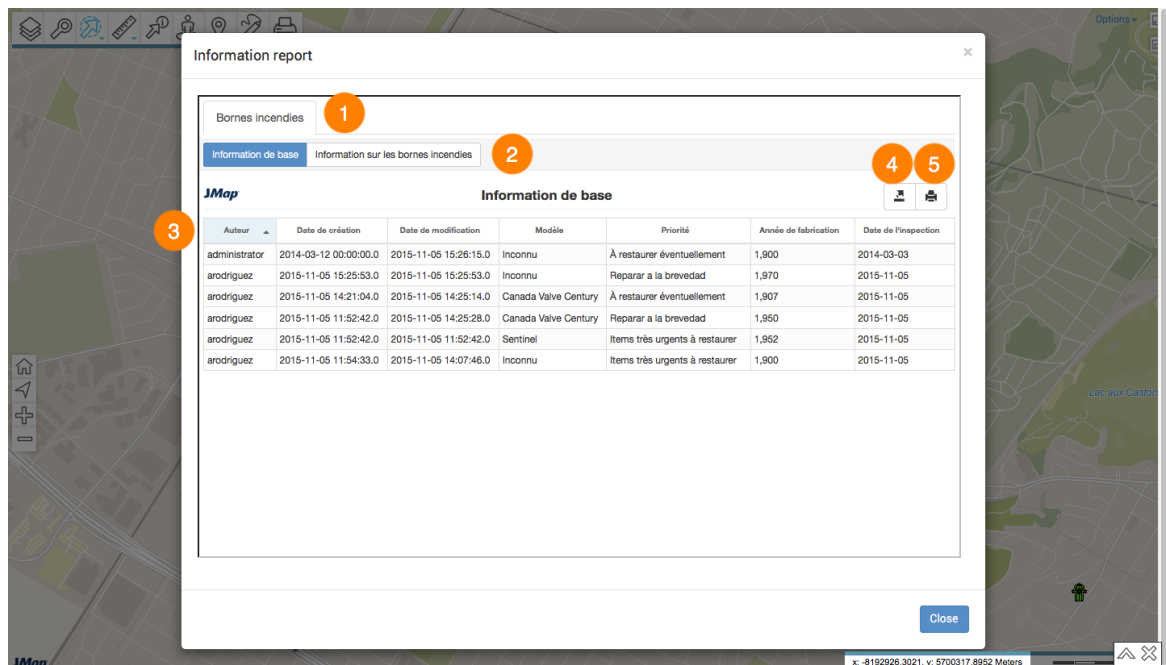 Options
Information report
×
Bornes incendies
1
Information de base
Information sur les bornes incendies
2
4
5
JMap
Information de base
3
Auteur Date de création Date de modification Modèle Priorité Année de fabrication Date de l'inspection
administrator 2014-03-12 00:00:00.0 2015-11-05 15:26:15.0 Inconnu À restaurer éventuellement 1,900 2014-03-03
arodriguez 2015-11-05 15:25:53.0 2015-11-05 15:25:53.0 Inconnu Reparar a la brevedad 1,970 2015-11-05
arodriguez 2015-11-05 14:21:04.0 2015-11-05 14:25:14.0 Canada Valve Century À restaurer éventuellement 1,907 2015-11-05
arodriguez 2015-11-05 11:52:42.0 2015-11-05 14:25:28.0 Canada Valve Century Reparar a la brevedad 1,950 2015-11-05
arodriguez 2015-11-05 11:52:42.0 2015-11-05 11:52:42.0 Sentinel Items très urgents à restaurer 1,952 2015-11-05
arodriguez 2015-11-05 11:54:33.0 2015-11-05 14:07:46.0 Inconnu Items très urgents à restaurer 1,900 2015-11-05
Lac aux Castors
Close
JMap
x: -8192926.3021, y: 5700317.8952 Meters